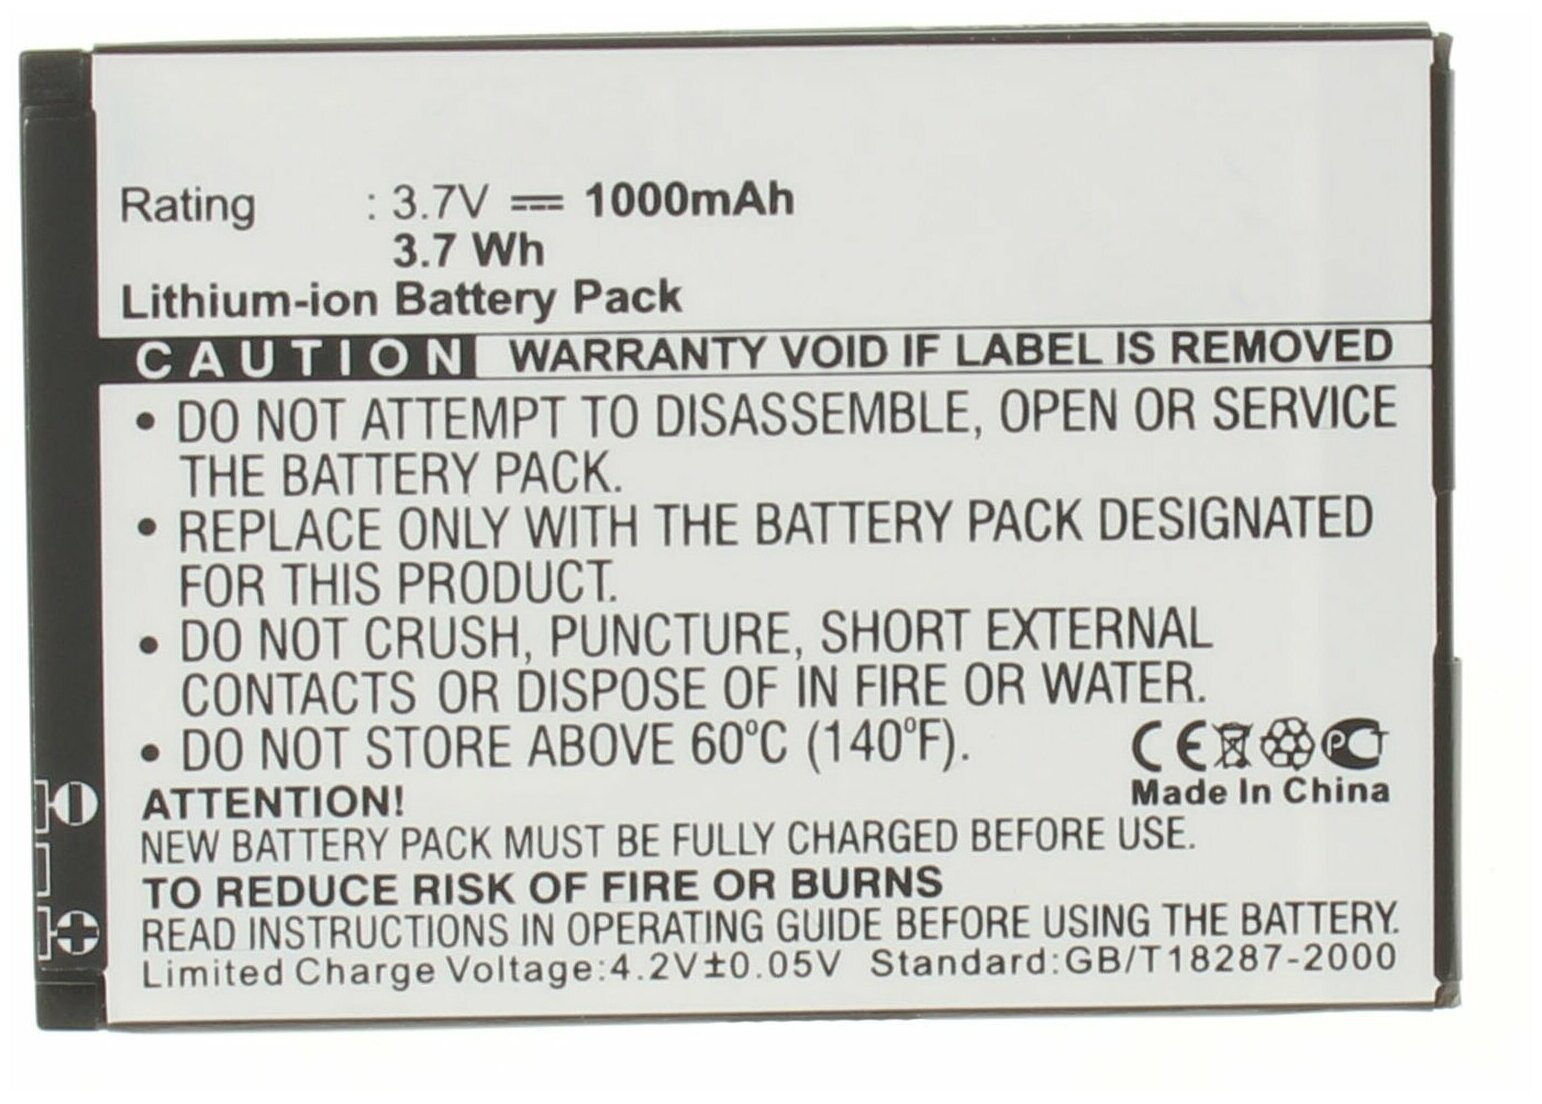 Rating : 3.7V ⎓ 1000mAh
3.7 Wh
Lithium-ion Battery Pack
CAUTION WARRANTY VOID IF LABEL IS REMOVED
• DO NOT ATTEMPT TO DISASSEMBLE, OPEN OR SERVICE
THE BATTERY PACK.
• REPLACE ONLY WITH THE BATTERY PACK DESIGNATED
FOR THIS PRODUCT.
• DO NOT CRUSH, PUNCTURE, SHORT EXTERNAL
CONTACTS OR DISPOSE OF IN FIRE OR WATER.
• DO NOT STORE ABOVE 60°C (140°F).
CE PCT
Made In China
ATTENTION!
NEW BATTERY PACK MUST BE FULLY CHARGED BEFORE USE.
TO REDUCE RISK OF FIRE OR BURNS
READ INSTRUCTIONS IN OPERATING GUIDE BEFORE USING THE BATTERY.
Limited Charge Voltage:4.2V±0.05V Standard:GB/T18287-2000